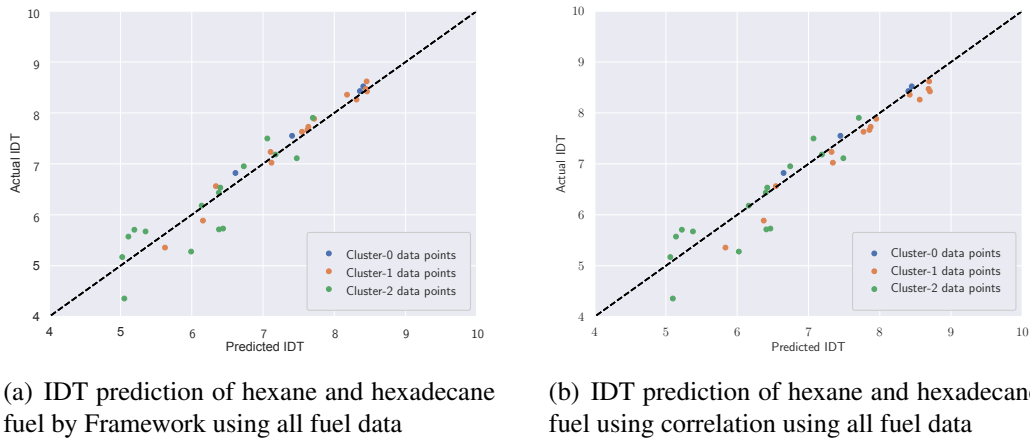 10
9
8
7
6
5
4
Actual IDT
4 5 6 7 8 9 10
Predicted IDT
Cluster-0 data points
Cluster-1 data points
Cluster-2 data points
(a) IDT prediction of hexane and hexadecane
fuel by Framework using all fuel data
10
9
8
7
6
5
4
Actual IDT
4 5 6 7 8 9 10
Predicted IDT
Cluster-0 data points
Cluster-1 data points
Cluster-2 data points
(b) IDT prediction of hexane and hexadecane
fuel using correlation using all fuel data